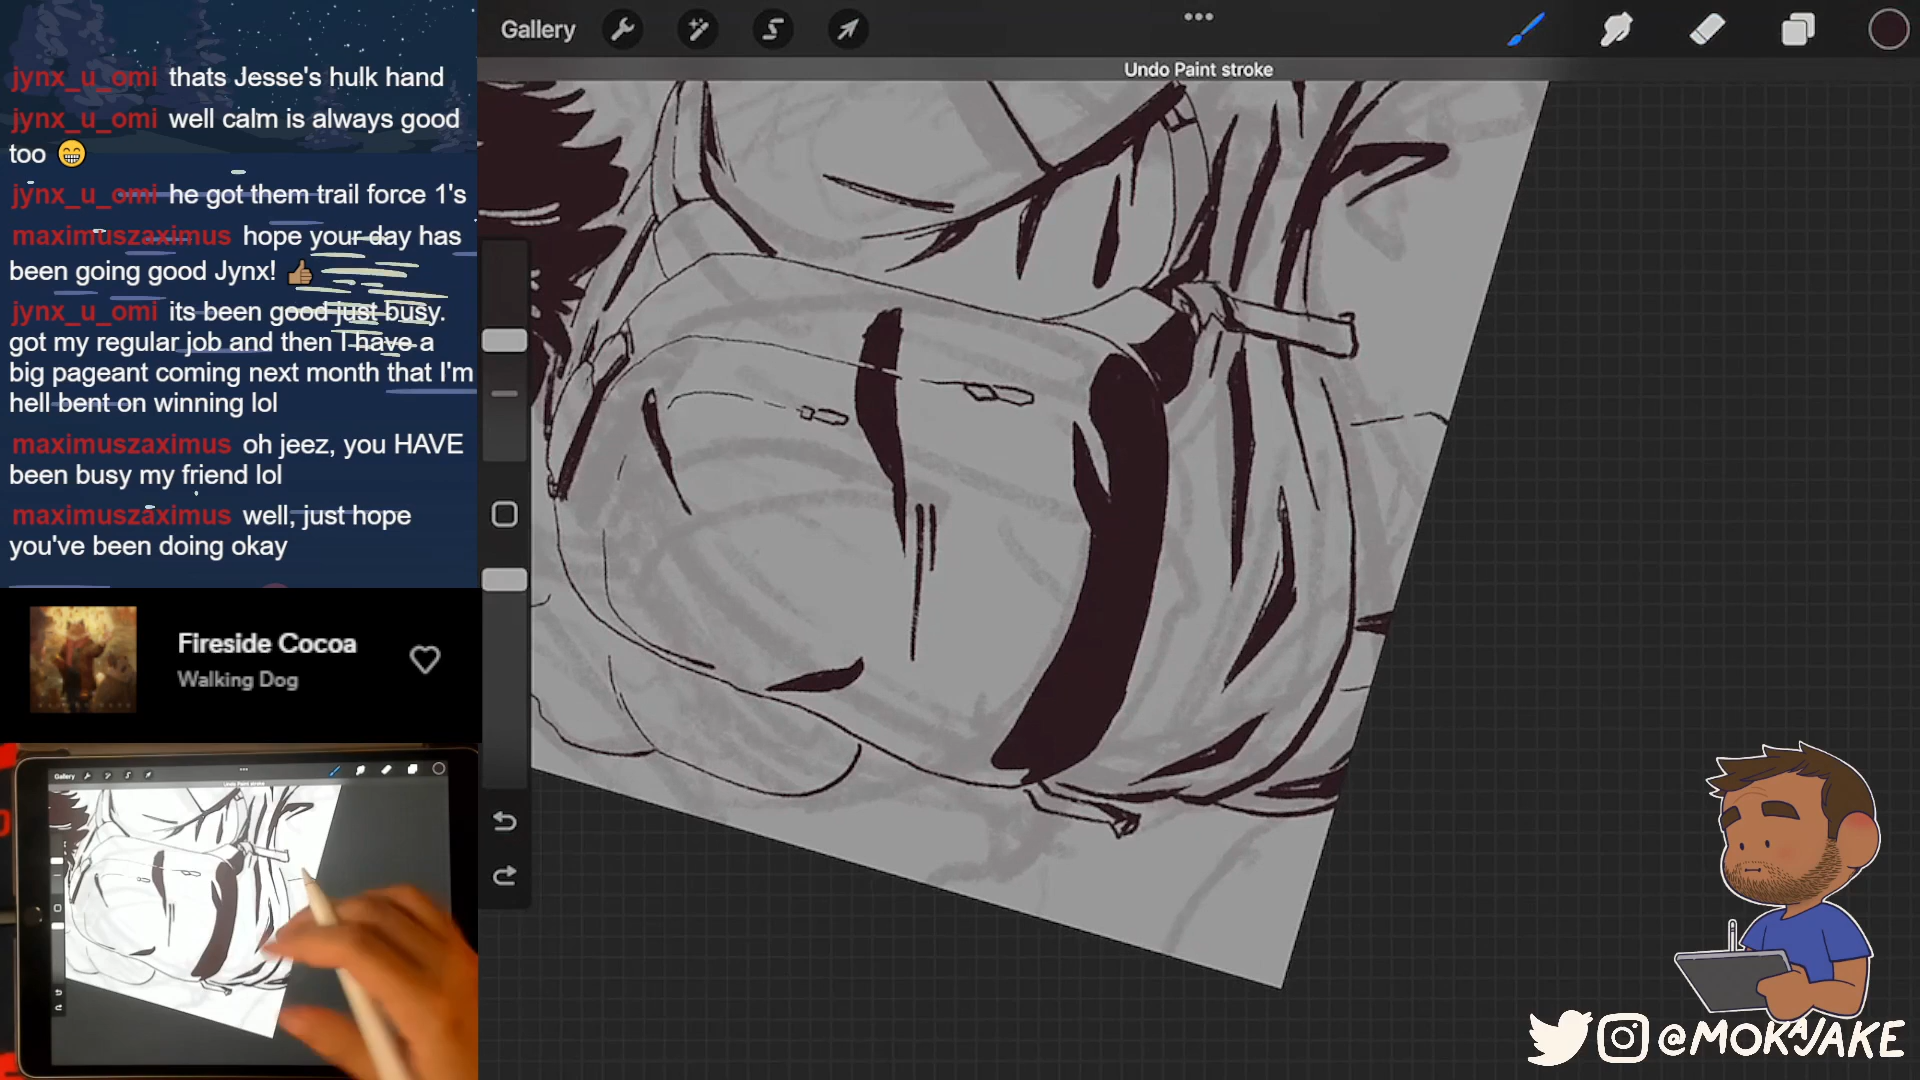 jynx_u_omi thats Jesse's hulk hand
jynx_u_omi well calm is always good
too 😁
jynx_u_omi he got them trail force 1's
maximuszaximus hope your day has
been going good Jynx! 👍🏽
jynx_u_omi its been good just busy.
got my regular job and then I have a
big pageant coming next month that I'm
hell bent on winning lol
maximuszaximus oh jeez, you HAVE
been busy my friend lol
maximuszaximus well, just hope
you've been doing okay
Fireside Cocoa
Walking Dog
Gallery
Undo Paint stroke
Gallery
Undo Paint stroke
@MOKAJAKE